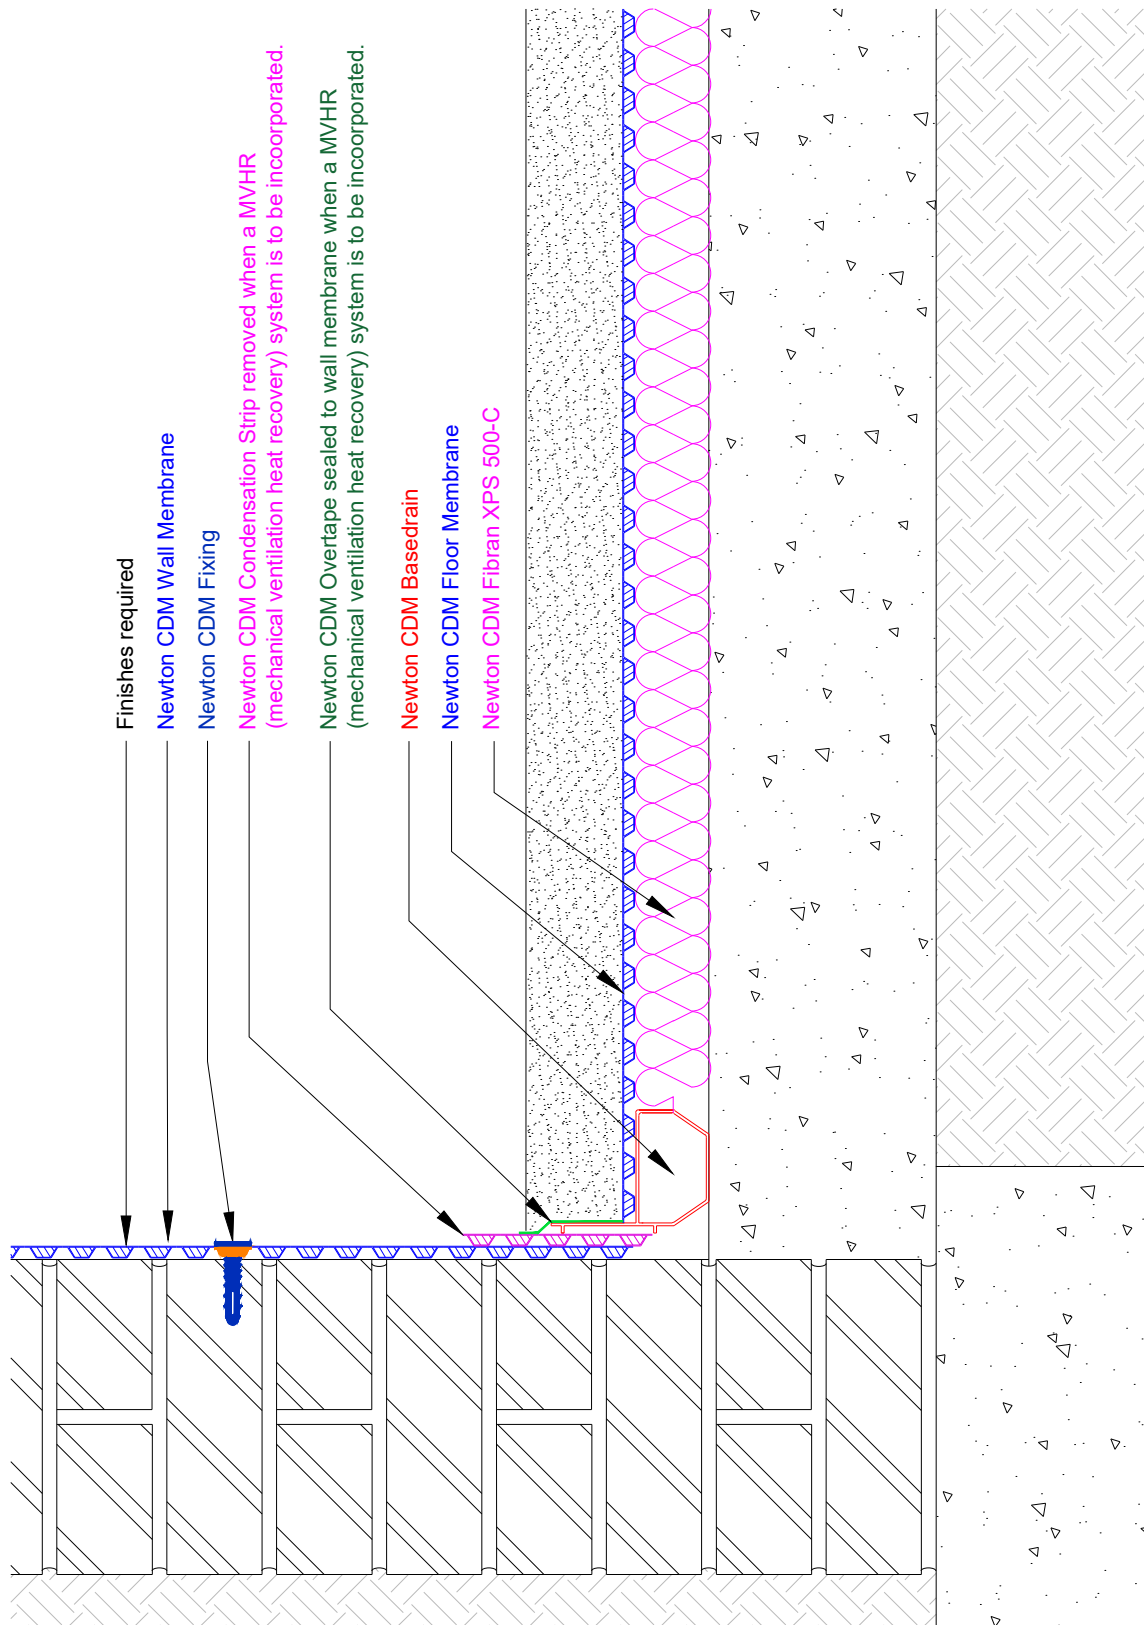 Finishes required
Newton CDM Wall Membrane
Newton CDM Fixing
Newton CDM Condensation Strip removed when a MVHR
(mechanical ventilation heat recovery) system is to be incoorporated.
Newton CDM Overtape sealed to wall membrane when a MVHR
(mechanical ventilation heat recovery) system is to be incoorporated.
Newton CDM Basedrain
Newton CDM Floor Membrane
Newton CDM Fibran XPS 500-C